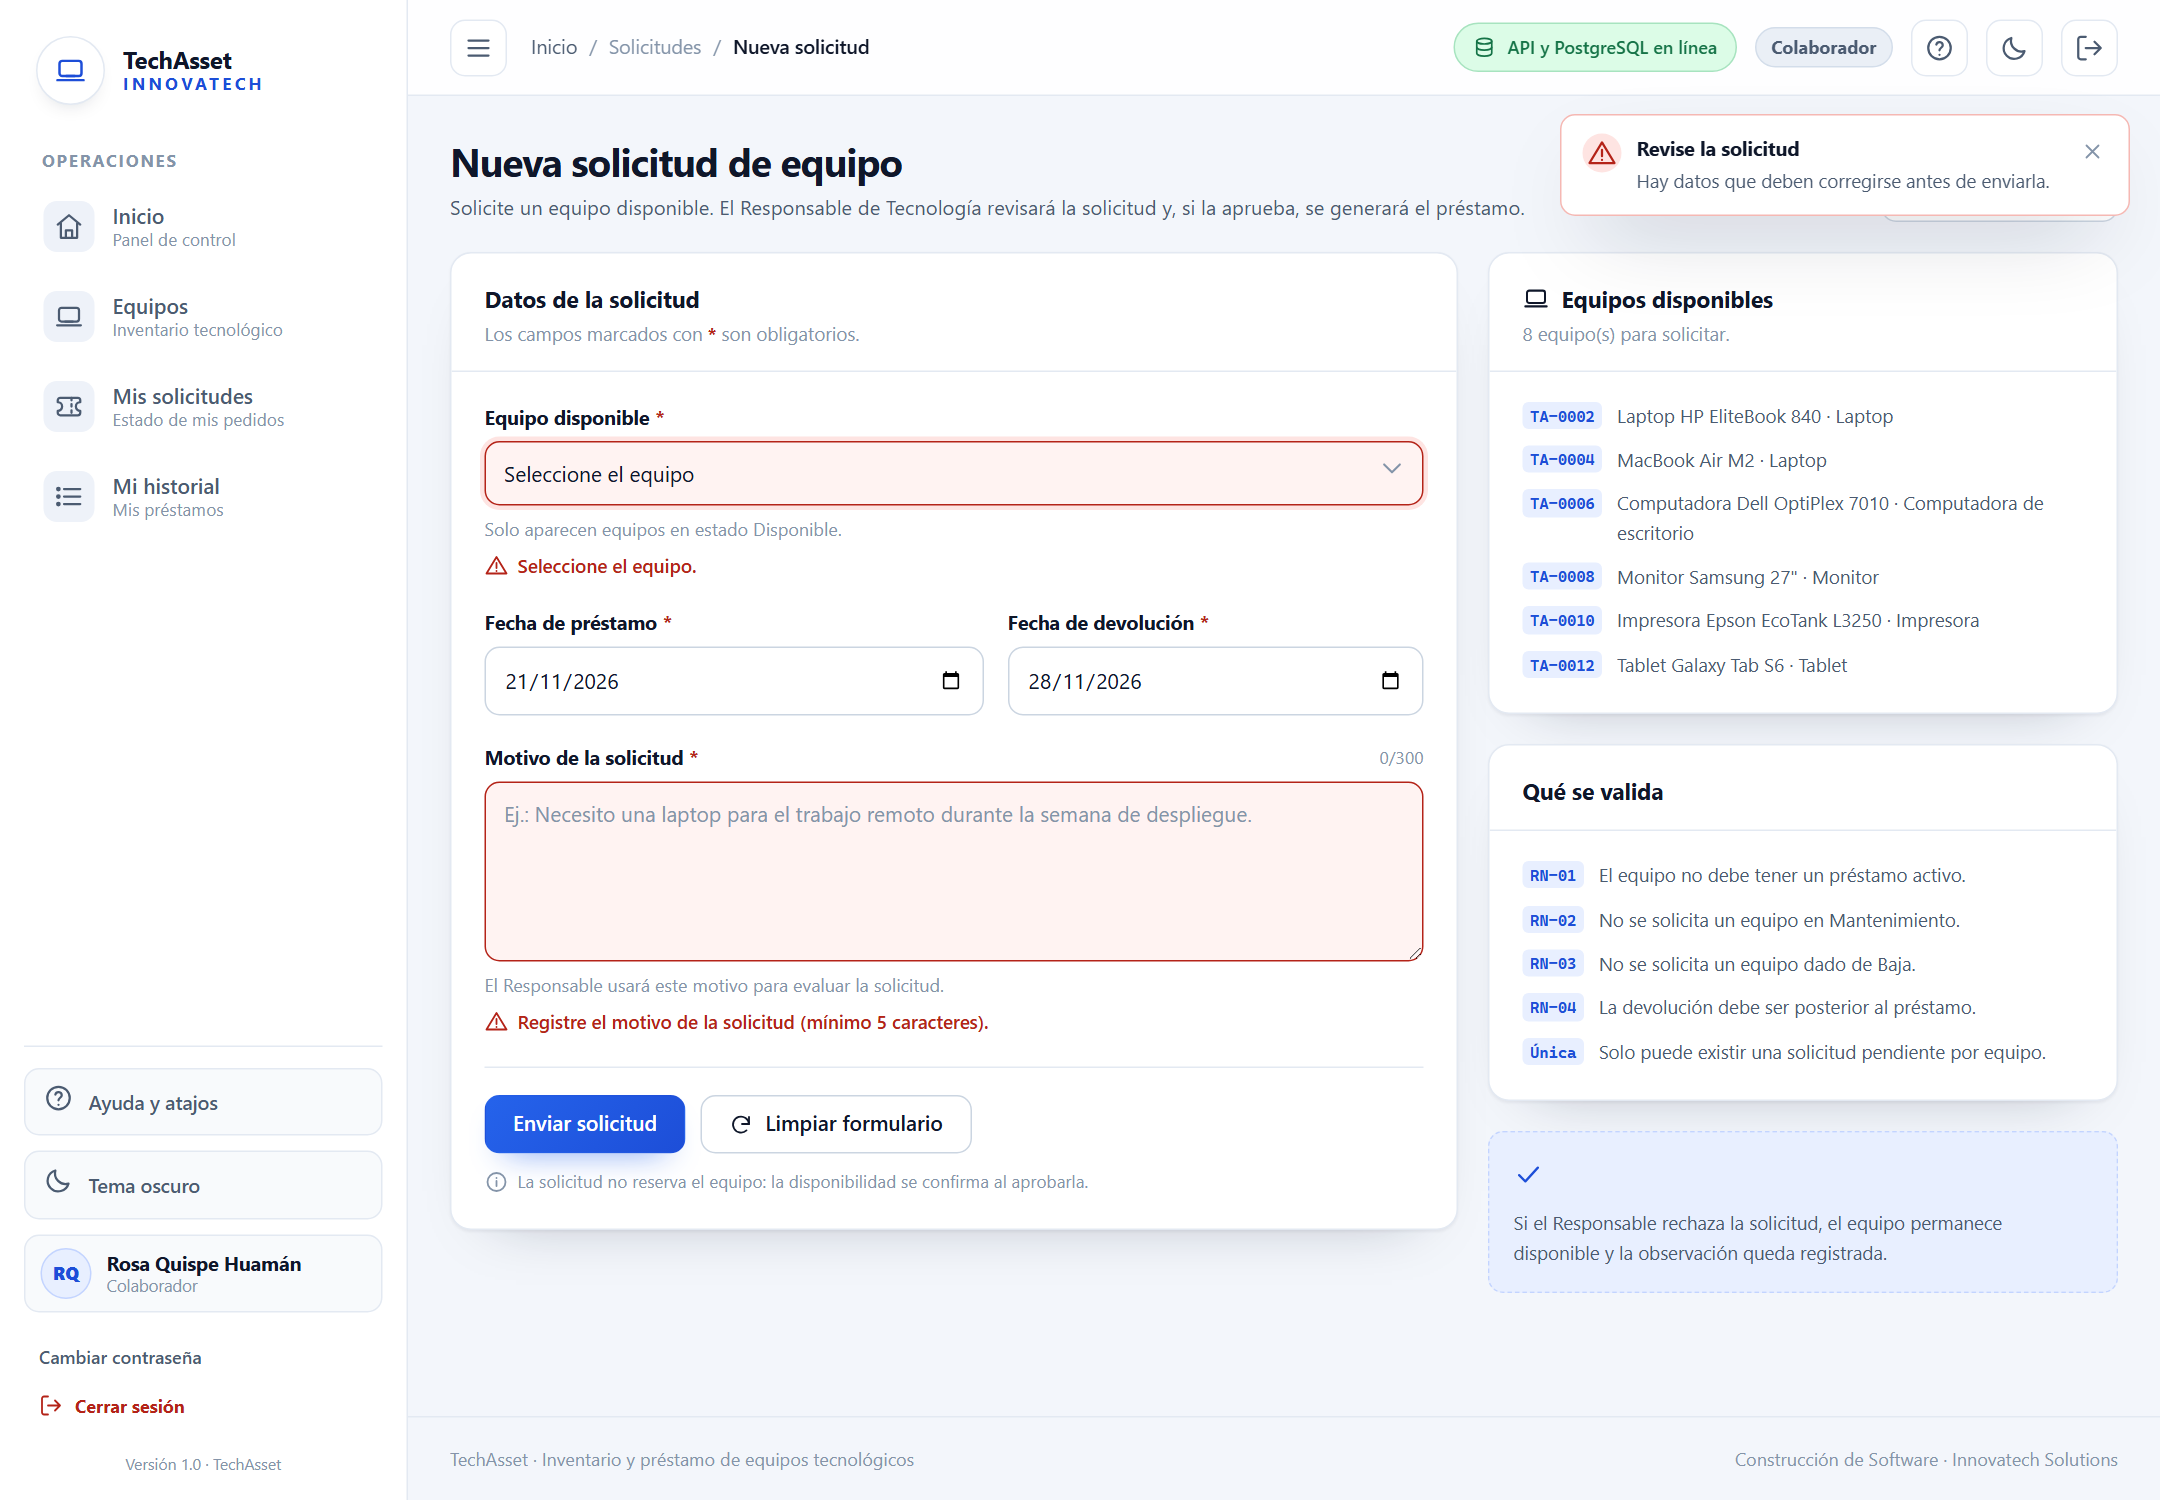 TechAsset
INNOVATECH
OPERACIONES
Inicio
Panel de control
Equipos
Inventario tecnológico
Mis solicitudes
Estado de mis pedidos
Mi historial
Mis préstamos
Ayuda y atajos
Tema oscuro
RQ
Rosa Quispe Huamán
Colaborador
Cambiar contraseña
Cerrar sesión
Versión 1.0 · TechAsset
Inicio / Solicitudes / Nueva solicitud
API y PostgreSQL en línea
Colaborador
Revise la solicitud
Hay datos que deben corregirse antes de enviarla.
Nueva solicitud de equipo
Solicite un equipo disponible. El Responsable de Tecnología revisará la solicitud y, si la aprueba, se generará el préstamo.
Datos de la solicitud
Los campos marcados con * son obligatorios.
Equipo disponible *
Seleccione el equipo
Solo aparecen equipos en estado Disponible.
Seleccione el equipo.
Fecha de préstamo *
21/11/2026
Fecha de devolución *
28/11/2026
Motivo de la solicitud *
0/300
Ej.: Necesito una laptop para el trabajo remoto durante la semana de despliegue.
El Responsable usará este motivo para evaluar la solicitud.
Registre el motivo de la solicitud (mínimo 5 caracteres).
Enviar solicitud
Limpiar formulario
La solicitud no reserva el equipo: la disponibilidad se confirma al aprobarla.
Equipos disponibles
8 equipo(s) para solicitar.
TA-0002 Laptop HP EliteBook 840 · Laptop
TA-0004 MacBook Air M2 · Laptop
TA-0006 Computadora Dell OptiPlex 7010 · Computadora de
escritorio
TA-0008 Monitor Samsung 27" · Monitor
TA-0010 Impresora Epson EcoTank L3250 · Impresora
TA-0012 Tablet Galaxy Tab S6 · Tablet
Qué se valida
RN-01 El equipo no debe tener un préstamo activo.
RN-02 No se solicita un equipo en Mantenimiento.
RN-03 No se solicita un equipo dado de Baja.
RN-04 La devolución debe ser posterior al préstamo.
Única Solo puede existir una solicitud pendiente por equipo.
Si el Responsable rechaza la solicitud, el equipo permanece
disponible y la observación queda registrada.
TechAsset · Inventario y préstamo de equipos tecnológicos
Construcción de Software · Innovatech Solutions